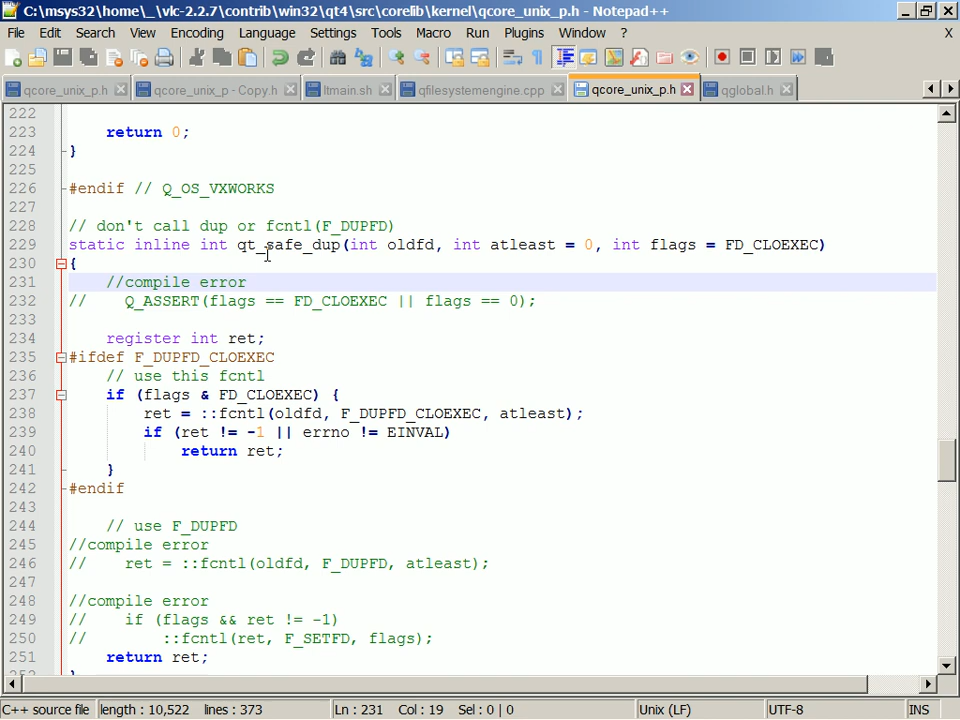 C:\msys32\home\_\vlc-2.2.7\contrib\win32\qt4\src\corelib\kernel\qcore_unix_p.h - Notepad++
File Edit Search View Encoding Language Settings Tools Macro Run Plugins Window ? X
qcore_unix_p.h qcore_unix_p - Copy.h ltmain.sh qfilesystemengine.cpp qcore_unix_p.h qglobal.h
222
223 return 0;
224 }
225
226 #endif // Q_OS_VXWORKS
227
228 // don't call dup or fcntl(F_DUPFD)
229 static inline int qt_safe_dup(int oldfd, int atleast = 0, int flags = FD_CLOEXEC)
230 {
231 //compile error
232 // Q_ASSERT(flags == FD_CLOEXEC || flags == 0);
233
234 register int ret;
235 #ifdef F_DUPFD_CLOEXEC
236 // use this fcntl
237 if (flags & FD_CLOEXEC) {
238 ret = ::fcntl(oldfd, F_DUPFD_CLOEXEC, atleast);
239 if (ret != -1 || errno != EINVAL)
240 return ret;
241 }
242 #endif
243
244 // use F_DUPFD
245 //compile error
246 // ret = ::fcntl(oldfd, F_DUPFD, atleast);
247
248 //compile error
249 // if (flags && ret != -1)
250 // ::fcntl(ret, F_SETFD, flags);
251 return ret;
C++ source file length : 10,522 lines : 373 Ln : 231 Col : 19 Sel : 0 | 0 Unix (LF) UTF-8 INS